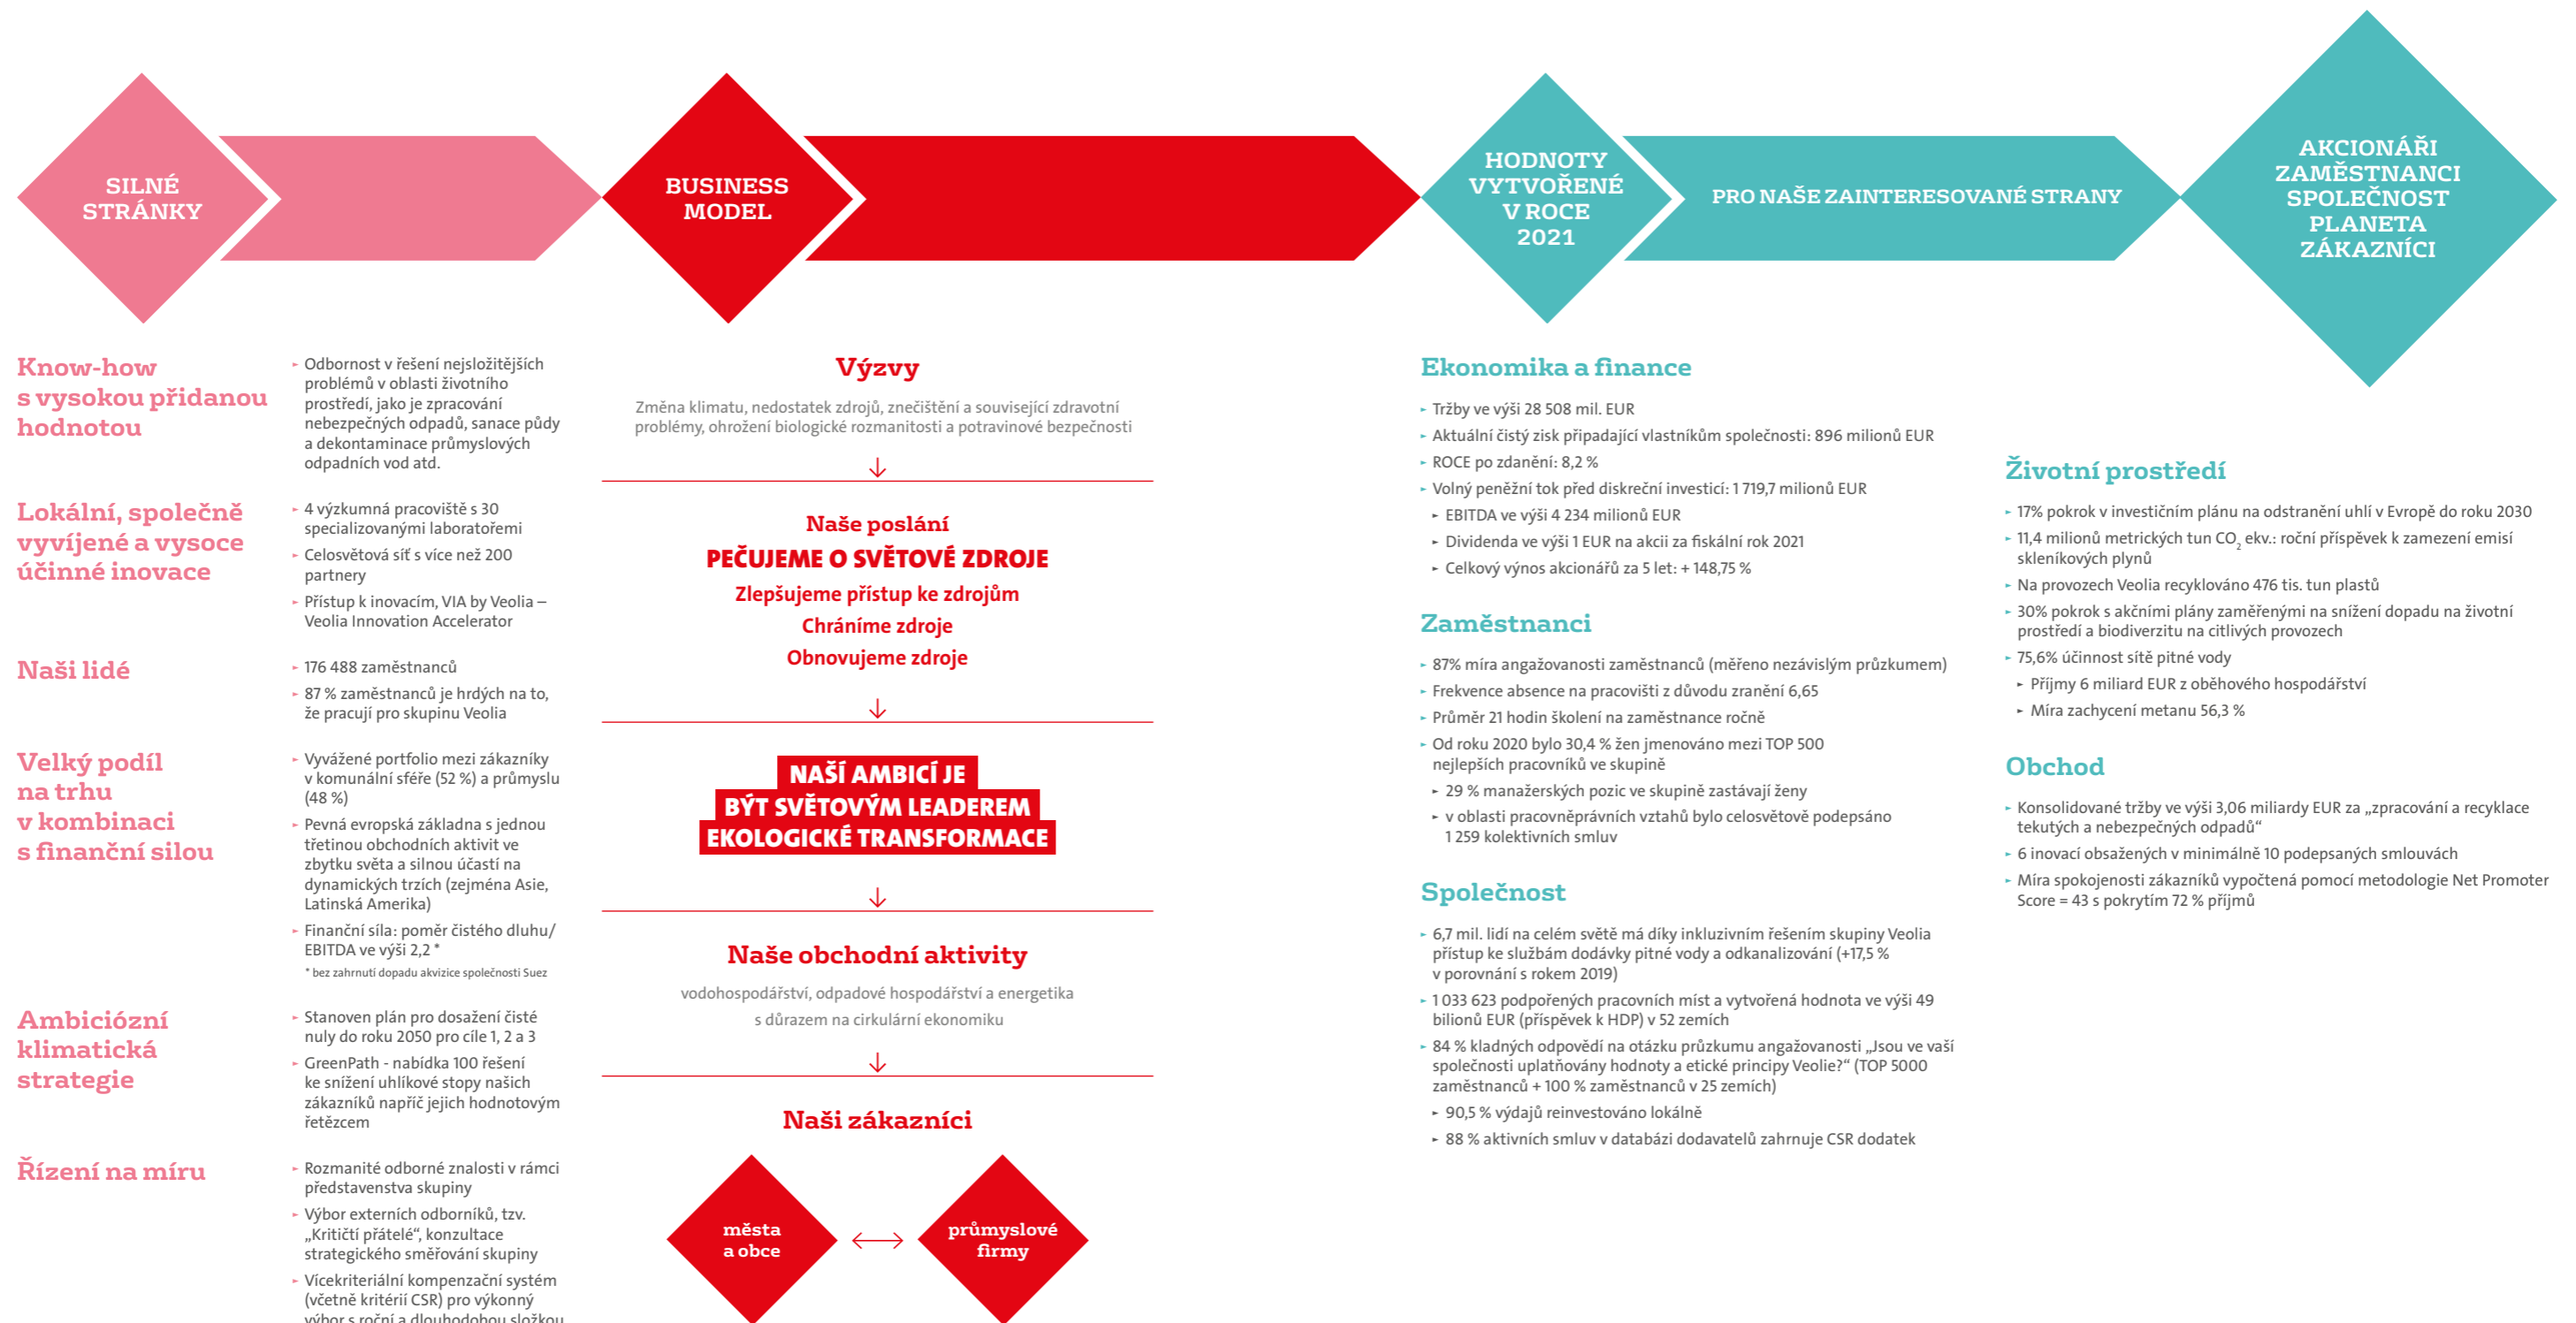 SILNÉ
STRÁNKY
BUSINESS
MODEL
HODNOTY
VYTVOŘENÉ
V ROCE
2021
PRO NAŠE ZAINTERESOVANÉ STRANY
AKCIONÁŘI
ZAMĚSTNANCI
SPOLEČNOST
PLANETA
ZÁKAZNÍCI
Know-how
s vysokou přidanou
hodnotou
► Odbornost v řešení nejsložitějších
problémů v oblasti životního
prostředí, jako je zpracování
nebezpečných odpadů, sanace půdy
a dekontaminace průmyslových
odpadních vod atd.
Lokální, společně
vyvíjené a vysoce
účinné inovace
► 4 výzkumná pracoviště s 30
specializovanými laboratořemi
► Celosvětová síť s více než 200
partnery
► Přístup k inovacím, VIA by Veolia –
Veolia Innovation Accelerator
Naši lidé
► 176 488 zaměstnanců
► 87 % zaměstnanců je hrdých na to,
že pracují pro skupinu Veolia
Velký podíl
na trhu
v kombinaci
s finanční silou
► Vyvážené portfolio mezi zákazníky
v komunální sféře (52 %) a průmyslu
(48 %)
► Pevná evropská základna s jednou
třetinou obchodních aktivit ve
zbytku světa a silnou účastí na
dynamických trzích (zejména Asie,
Latinská Amerika)
► Finanční síla: poměr čistého dluhu/
EBITDA ve výši 2,2 *
* bez zahrnutí dopadu akvizice společnosti Suez
Ambiciózní
klimatická
strategie
► Stanoven plán pro dosažení čisté
nuly do roku 2050 pro cíle 1, 2 a 3
► GreenPath - nabídka 100 řešení
ke snížení uhlíkové stopy našich
zákazníků napříč jejich hodnotovým
řetězcem
Řízení na míru
► Rozmanité odborné znalosti v rámci
představenstva skupiny
► Výbor externích odborníků, tzv.
„Kritičtí přátelé“, konzultace
strategického směřování skupiny
► Vícekriteriální kompenzační systém
(včetně kritérií CSR) pro výkonný
výbor s roční a dlouhodobou složkou
Výzvy
Změna klimatu, nedostatek zdrojů, znečištění a související zdravotní
problémy, ohrožení biologické rozmanitosti a potravinové bezpečnosti
Naše poslání
PEČUJEME O SVĚTOVÉ ZDROJE
Zlepšujeme přístup ke zdrojům
Chráníme zdroje
Obnovujeme zdroje
NAŠÍ AMBICÍ JE
BÝT SVĚTOVÝM LEADEREM
EKOLOGICKÉ TRANSFORMACE
Naše obchodní aktivity
vodohospodářství, odpadové hospodářství a energetika
s důrazem na cirkulární ekonomiku
Naši zákazníci
města
a obce
průmyslové
firmy
Ekonomika a finance
► Tržby ve výši 28 508 mil. EUR
► Aktuální čistý zisk připadající vlastníkům společnosti: 896 milionů EUR
► ROCE po zdanění: 8,2 %
► Volný peněžní tok před diskreční investicí: 1 719,7 milionů EUR
► EBITDA ve výši 4 234 milionů EUR
► Dividenda ve výši 1 EUR na akcii za fiskální rok 2021
► Celkový výnos akcionářů za 5 let: + 148,75 %
Zaměstnanci
► 87% míra angažovanosti zaměstnanců (měřeno nezávislým průzkumem)
► Frekvence absence na pracovišti z důvodu zranění 6,65
► Průměr 21 hodin školení na zaměstnance ročně
► Od roku 2020 bylo 30,4 % žen jmenováno mezi TOP 500
nejlepších pracovníků ve skupině
► 29 % manažerských pozic ve skupině zastávají ženy
► v oblasti pracovněprávních vztahů bylo celosvětově podepsáno
1 259 kolektivních smluv
Společnost
► 6,7 mil. lidí na celém světě má díky inkluzivním řešením skupiny Veolia
přístup ke službám dodávky pitné vody a odkanalizování (+17,5 %
v porovnání s rokem 2019)
► 1 033 623 podpořených pracovních míst a vytvořená hodnota ve výši 49
bilionů EUR (příspěvek k HDP) v 52 zemích
► 84 % kladných odpovědí na otázku průzkumu angažovanosti „Jsou ve vaší
společnosti uplatňovány hodnoty a etické principy Veolie?“ (TOP 5000
zaměstnanců + 100 % zaměstnanců v 25 zemích)
► 90,5 % výdajů reinvestováno lokálně
► 88 % aktivních smluv v databázi dodavatelů zahrnuje CSR dodatek
Životní prostředí
► 17% pokrok v investičním plánu na odstranění uhlí v Evropě do roku 2030
► 11,4 milionů metrických tun CO₂ ekv.: roční příspěvek k zamezení emisí
skleníkových plynů
► Na provozech Veolia recyklováno 476 tis. tun plastů
► 30% pokrok s akčními plány zaměřenými na snížení dopadu na životní
prostředí a biodiverzitu na citlivých provozech
► 75,6% účinnost sítě pitné vody
► Příjmy 6 miliard EUR z oběhového hospodářství
► Míra zachycení metanu 56,3 %
Obchod
► Konsolidované tržby ve výši 3,06 miliardy EUR za „zpracování a recyklace
tekutých a nebezpečných odpadů“
► 6 inovací obsažených v minimálně 10 podepsaných smlouvách
► Míra spokojenosti zákazníků vypočtená pomocí metodologie Net Promoter
Score = 43 s pokrytím 72 % příjmů